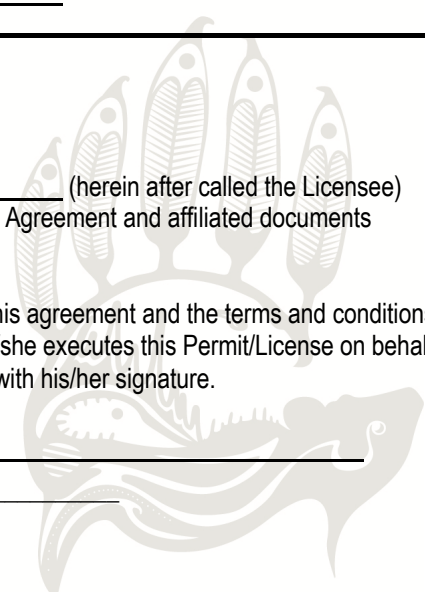 (herein after called the Licensee)
Agreement and affiliated documents
his agreement and the terms and conditions
she executes this Permit/License on behal
with his/her signature.